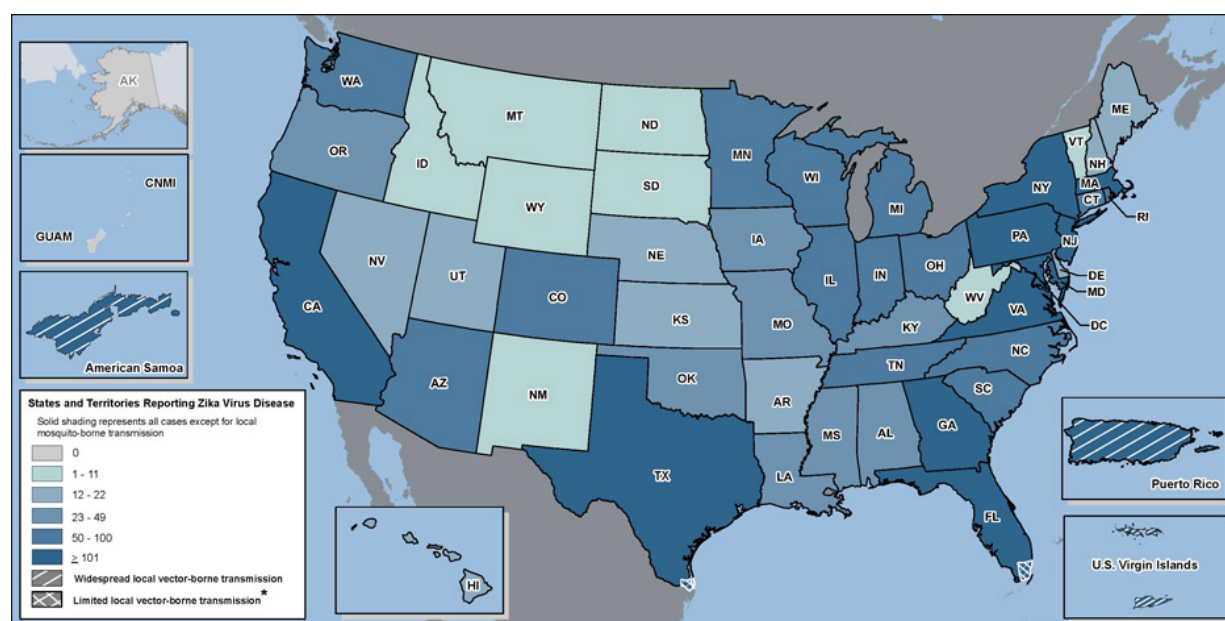 AK
CNMI
GUAM
American Samoa
States and Territories Reporting Zika Virus Disease
Solid shading represents all cases except for local
mosquito-borne transmission
0
1 - 11
12 - 22
23 - 49
50 - 100
≥ 101
Widespread local vector-borne transmission
Limited local vector-borne transmission*
WA
MT
ND
MN
ME
VT
NH
OR
ID
SD
WI
MI
NY
MA
CT
RI
WY
IA
PA
NJ
NE
NV
UT
IL
IN
OH
DE
MD
CA
CO
WV
VA
DC
KS
MO
KY
NC
TN
AZ
NM
OK
AR
SC
MS
AL
GA
TX
LA
FL
HI
Puerto Rico
U.S. Virgin Islands